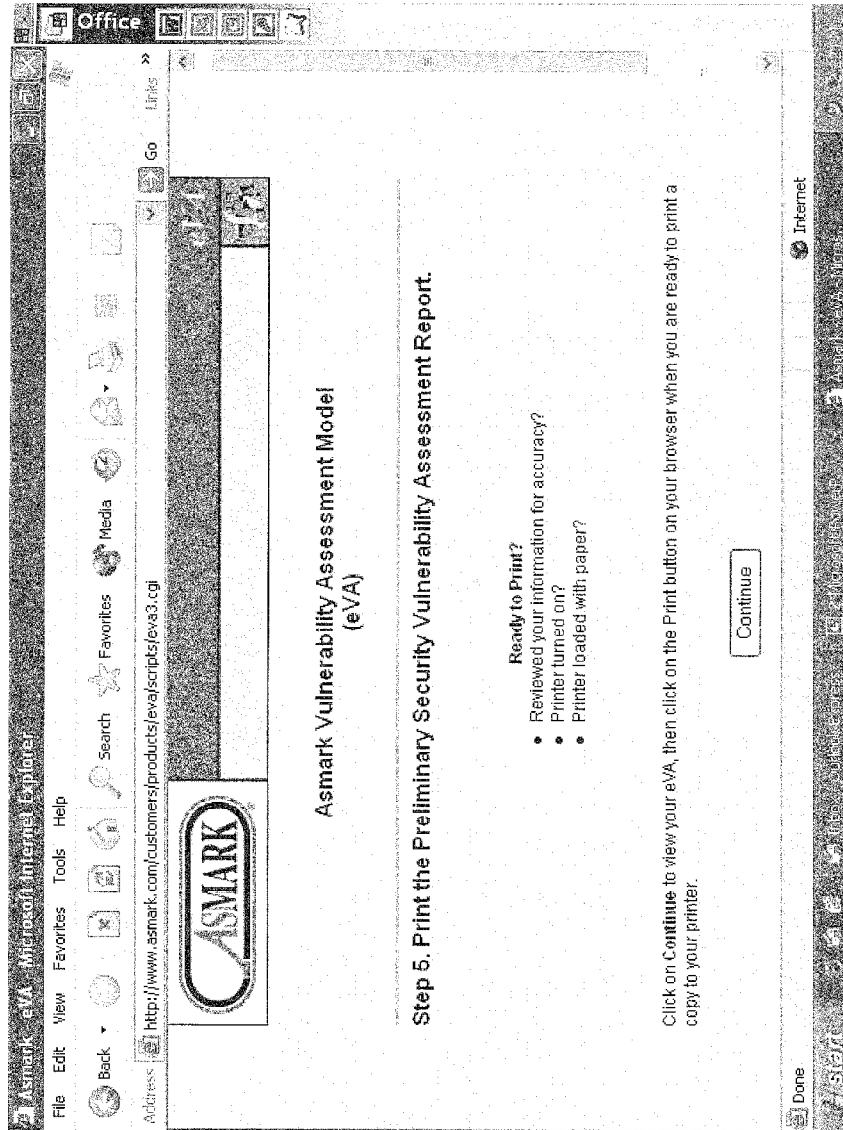 Asmark - eVA - Microsoft Internet Explorer
File Edit View Favorites Tools Help
Back Search Favorites Media
Address http://www.asmark.com/customers/products/eva/scripts/eva3.cgi Go Links »
Office
ASMARK
eVA
Asmark Vulnerability Assessment Model
(eVA)
Step 5. Print the Preliminary Security Vulnerability Assessment Report.
Ready to Print?
• Reviewed your information for accuracy?
• Printer turned on?
• Printer loaded with paper?
Click on Continue to view your eVA, then click on the Print button on your browser when you are ready to print a
copy to your printer.
Continue
Done Internet
start